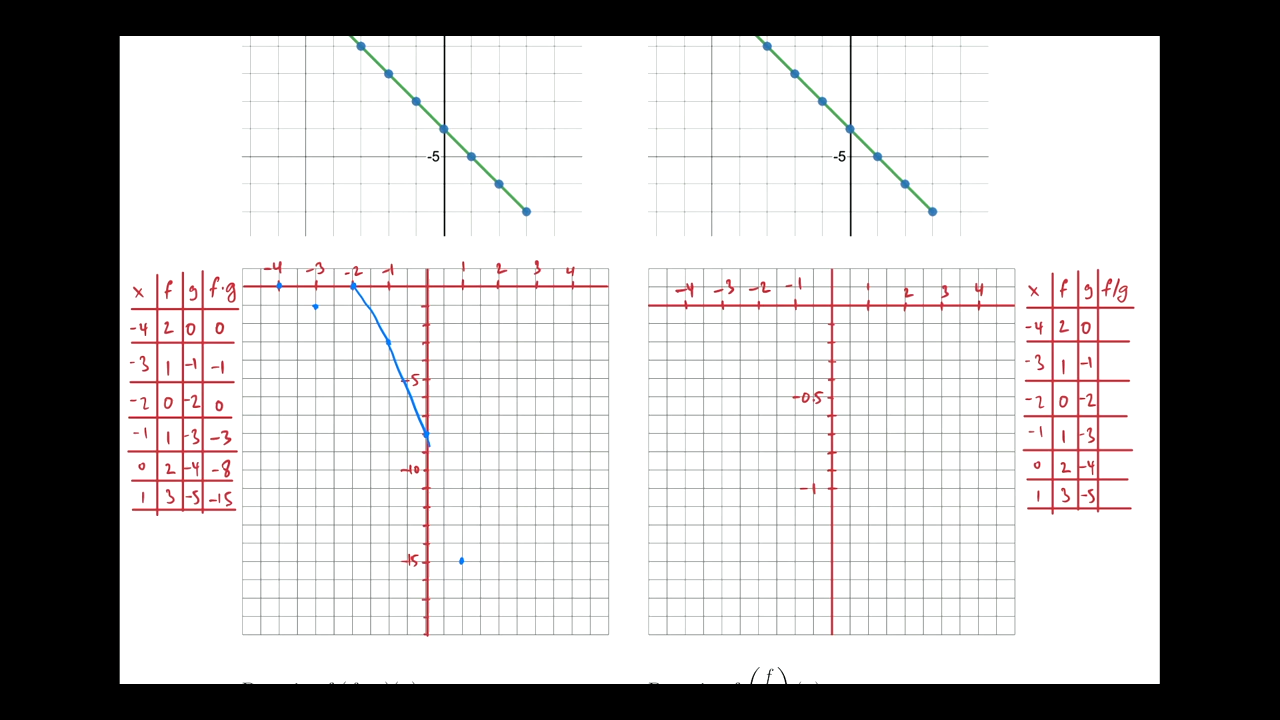 -5
-5
-4 -3 -2 -1 1 2 3 4
x f g f·g
-4 2 0 0
-3 1 -1 -1
-2 0 -2 0
-1 1 -3 -3
0 2 -4 -8
1 3 -5 -15
-5
-10
-15
-4 -3 -2 -1 1 2 3 4
-0.5
-1
x f g f/g
-4 2 0
-3 1 -1
-2 0 -2
-1 1 -3
0 2 -4
1 3 -5